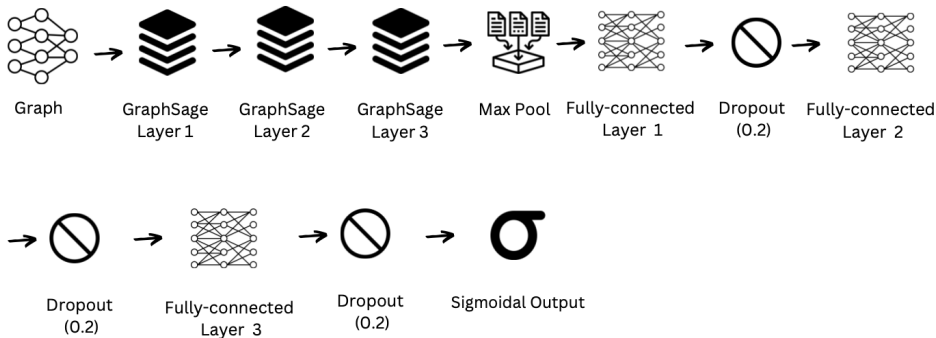 Graph
GraphSage
Layer 1
GraphSage
Layer 2
GraphSage
Layer 3
Max Pool
Fully-connected
Layer 1
Dropout
(0.2)
Fully-connected
Layer 2
Dropout
(0.2)
Fully-connected
Layer 3
Dropout
(0.2)
Sigmoidal Output